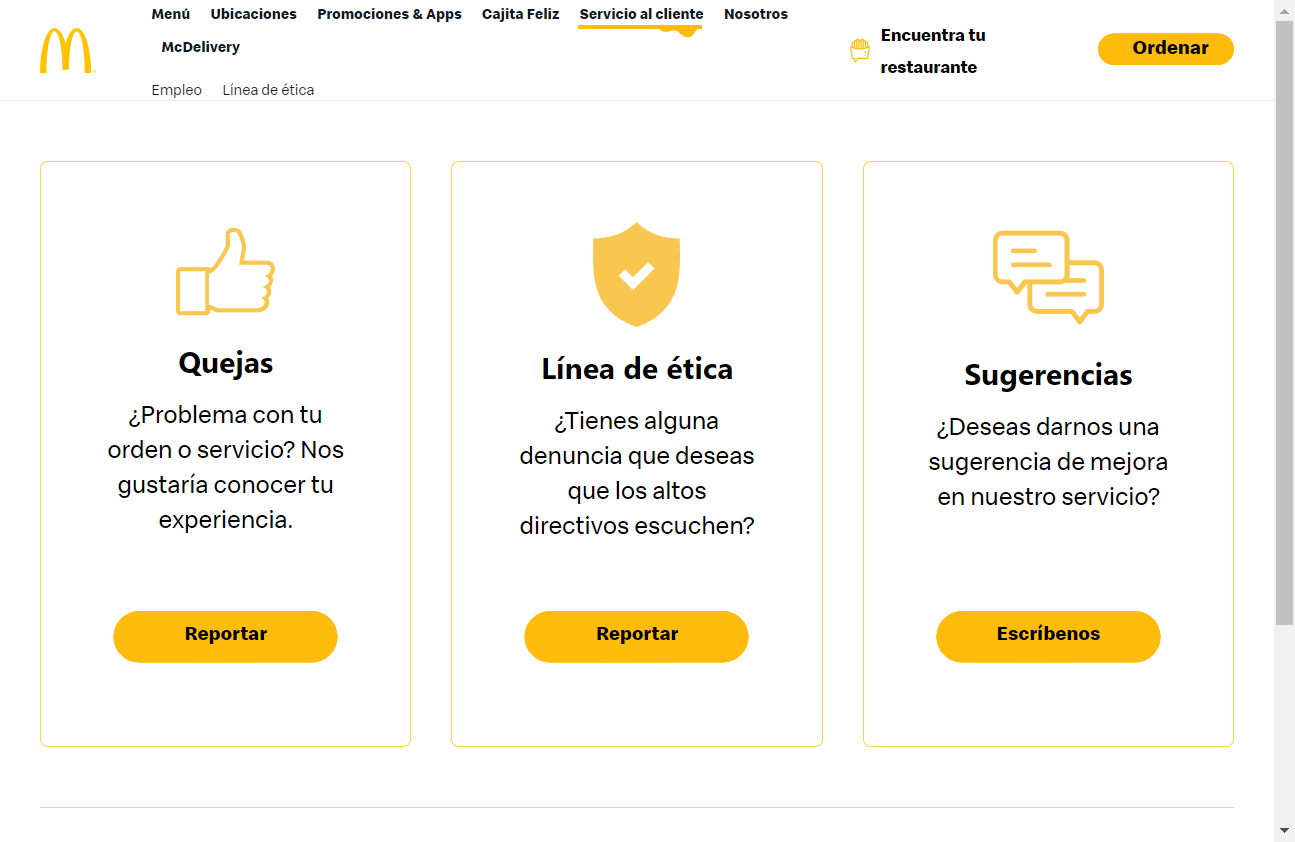 Menú Ubicaciones Promociones & Apps Cajita Feliz Servicio al cliente Nosotros
McDelivery
Empleo Línea de ética
Encuentra tu
restaurante
Ordenar
Quejas
¿Problema con tu
orden o servicio? Nos
gustaría conocer tu
experiencia.
Reportar
Línea de ética
¿Tienes alguna
denuncia que deseas
que los altos
directivos escuchen?
Reportar
Sugerencias
¿Deseas darnos una
sugerencia de mejora
en nuestro servicio?
Escríbenos